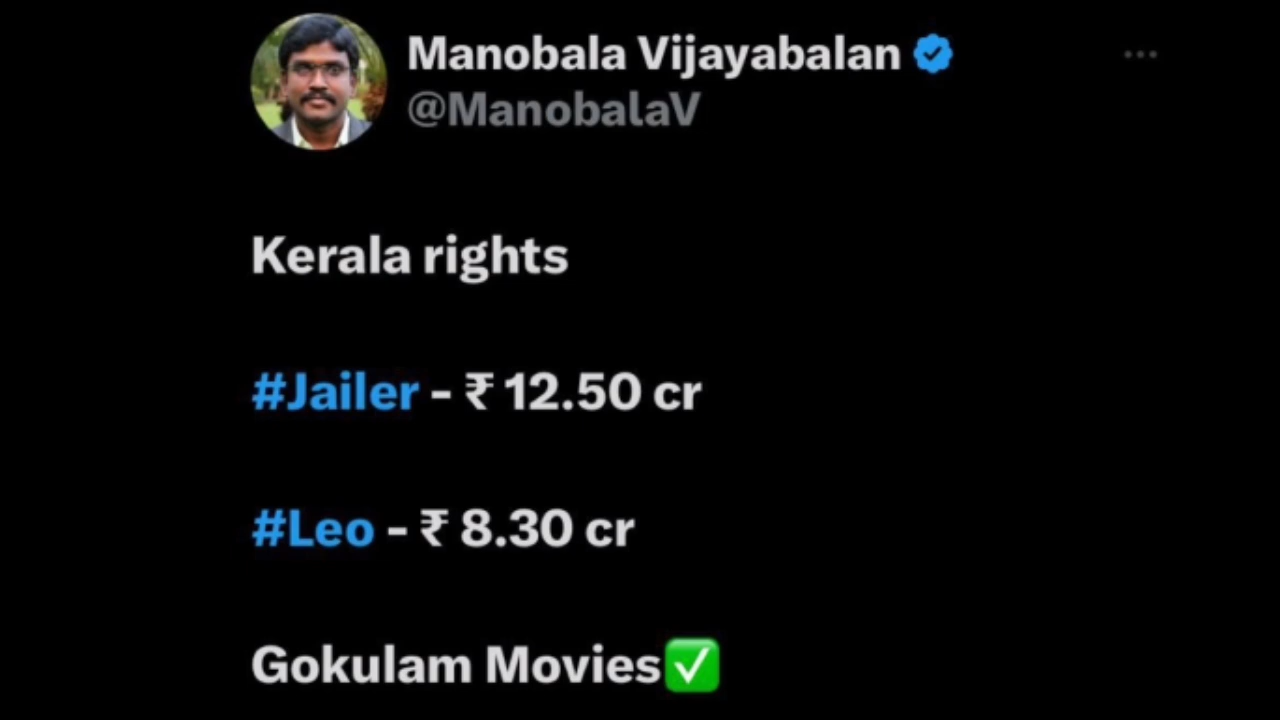 Manobala Vijayabalan
@ManobalaV
Kerala rights
#Jailer - ₹ 12.50 cr
#Leo - ₹ 8.30 cr
Gokulam Movies✅